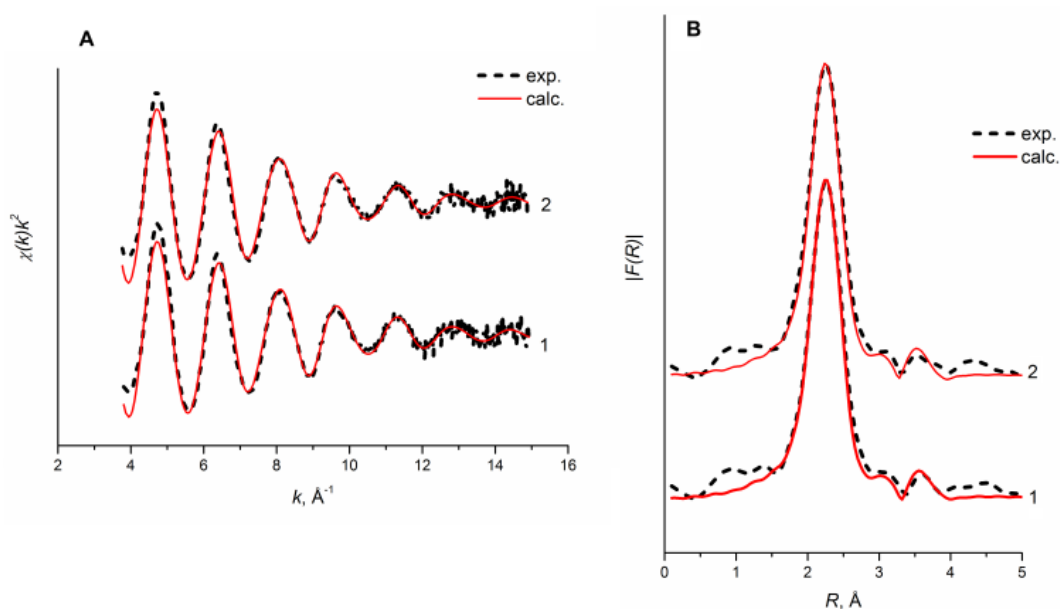 A
exp.
calc.
χ(k)k²
2
1
2 4 6 8 10 12 14 16
k, Å⁻¹
B
exp.
calc.
|F(R)|
2
1
0 1 2 3 4 5
R, Å